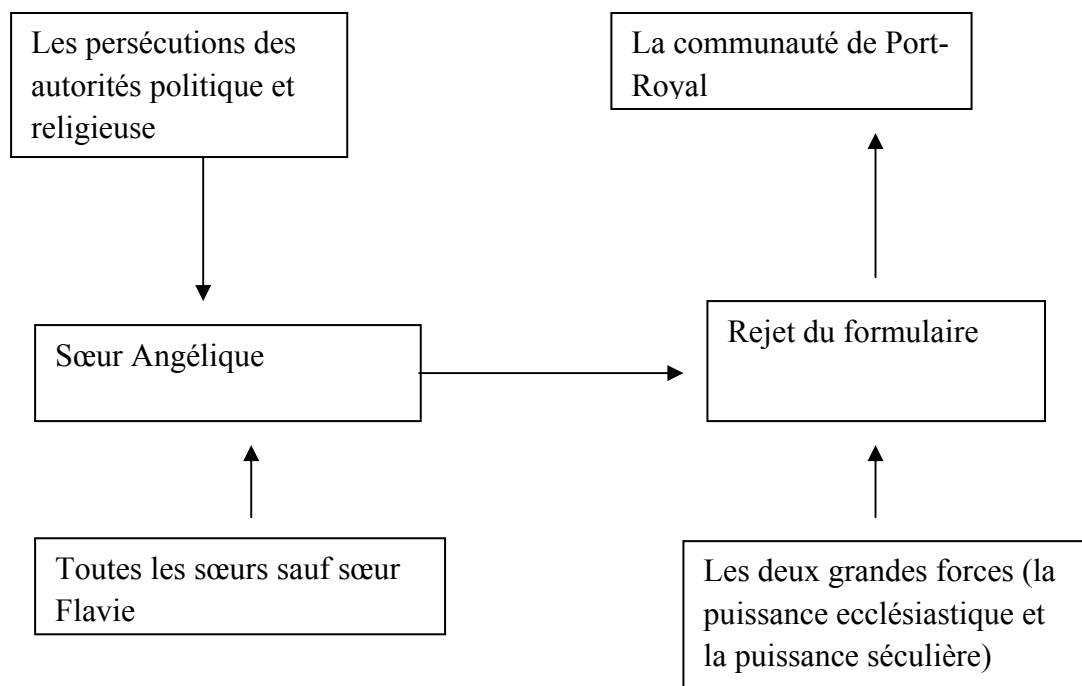 Les persécutions des
autorités politique et
religieuse
La communauté de Port-
Royal
Sœur Angélique
Rejet du formulaire
Toutes les sœurs sauf sœur
Flavie
Les deux grandes forces (la
puissance ecclésiastique et
la puissance séculière)